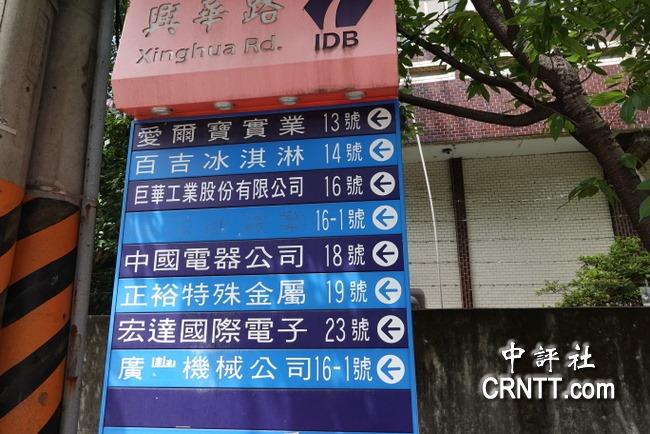 興華路
Xinghua Rd.
IDB
愛爾寶實業 13號
百吉冰淇淋 14號
巨華工業股份有限公司 16號
16-1號
中國電器公司 18號
正裕特殊金屬 19號
宏達國際電子 23號
廣 機械公司 16-1號
中評社
CRNTT.com